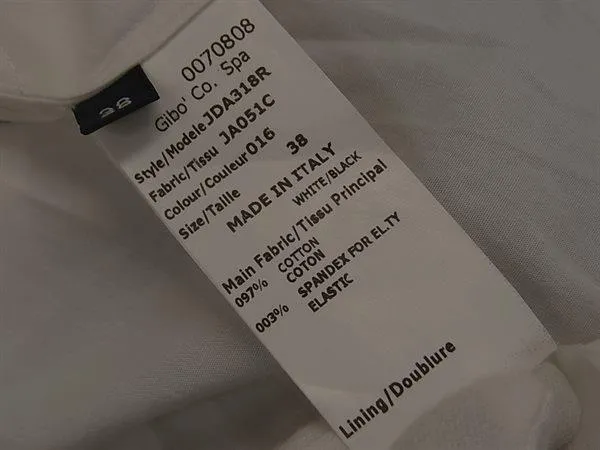 38
0070808
Gibo' Co. Spa
Style/Modele JDA318R
Fabric/Tissu JA051C
Colour/Couleur 016
Size/Taille 38
MADE IN ITALY
WHITE/BLACK
Main Fabric/Tissu Principal
097% COTTON
COTON
003% SPANDEX FOR EL.TY
ELASTIC
Lining/Doublure